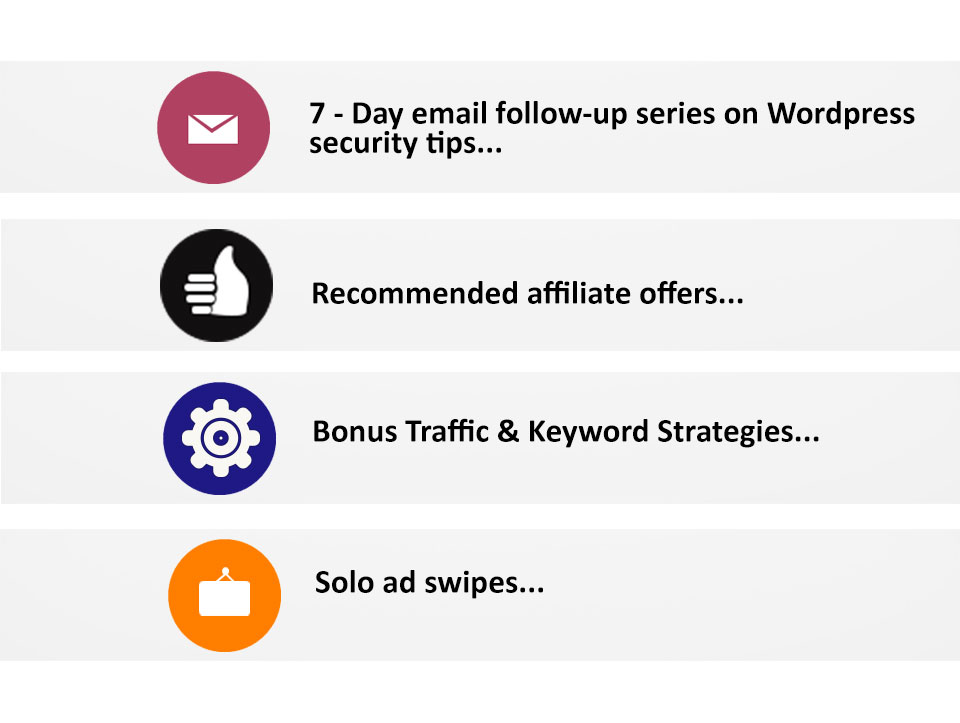 7 - Day email follow-up series on Wordpress
security tips...
Recommended affiliate offers...
Bonus Traffic & Keyword Strategies...
Solo ad swipes...